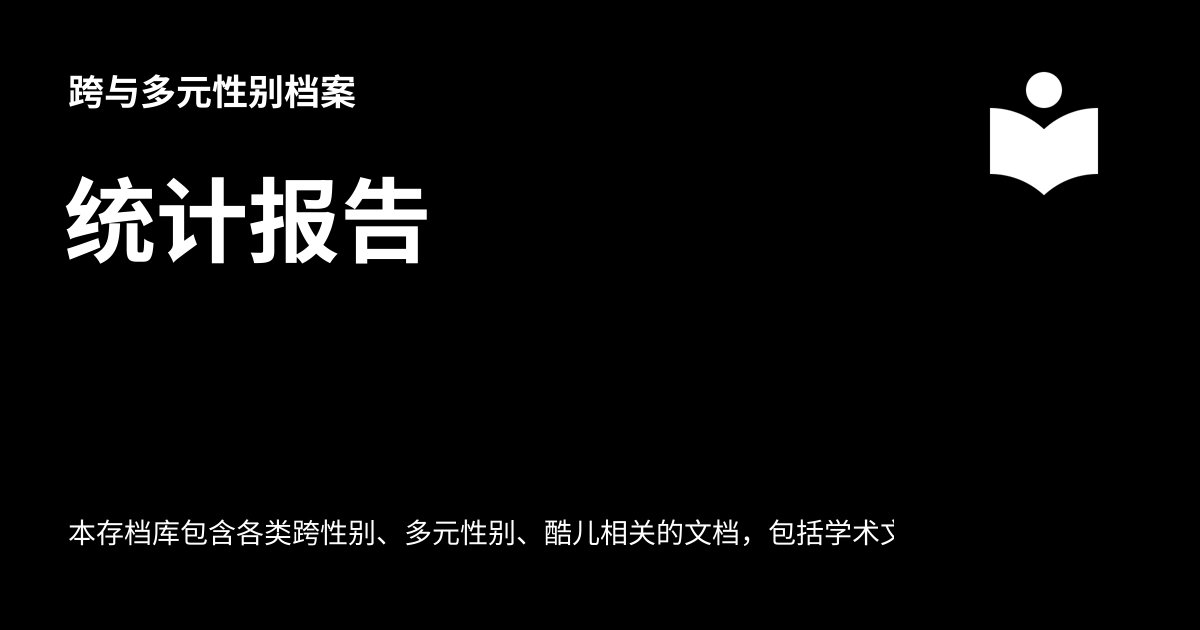 跨与多元性别档案
统计报告
本存档库包含各类跨性别、多元性别、酷儿相关的文档，包括学术